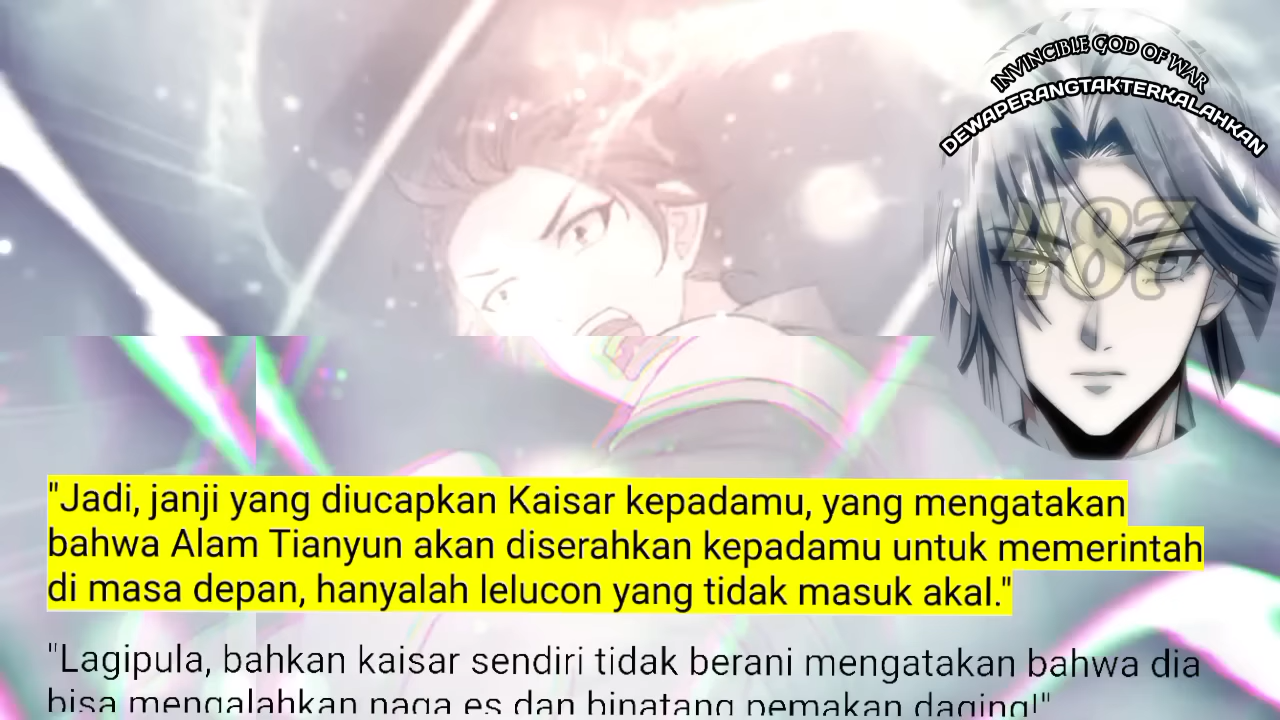 INVINCIBLE GOD OF WAR
DEWAPERANGTAKTERKALAHKAN
487
"Jadi, janji yang diucapkan Kaisar kepadamu, yang mengatakan
bahwa Alam Tianyun akan diserahkan kepadamu untuk memerintah
di masa depan, hanyalah lelucon yang tidak masuk akal."
"Lagipula, bahkan kaisar sendiri tidak berani mengatakan bahwa dia
bisa mengalahkan naga es dan binatang pemakan daging!"